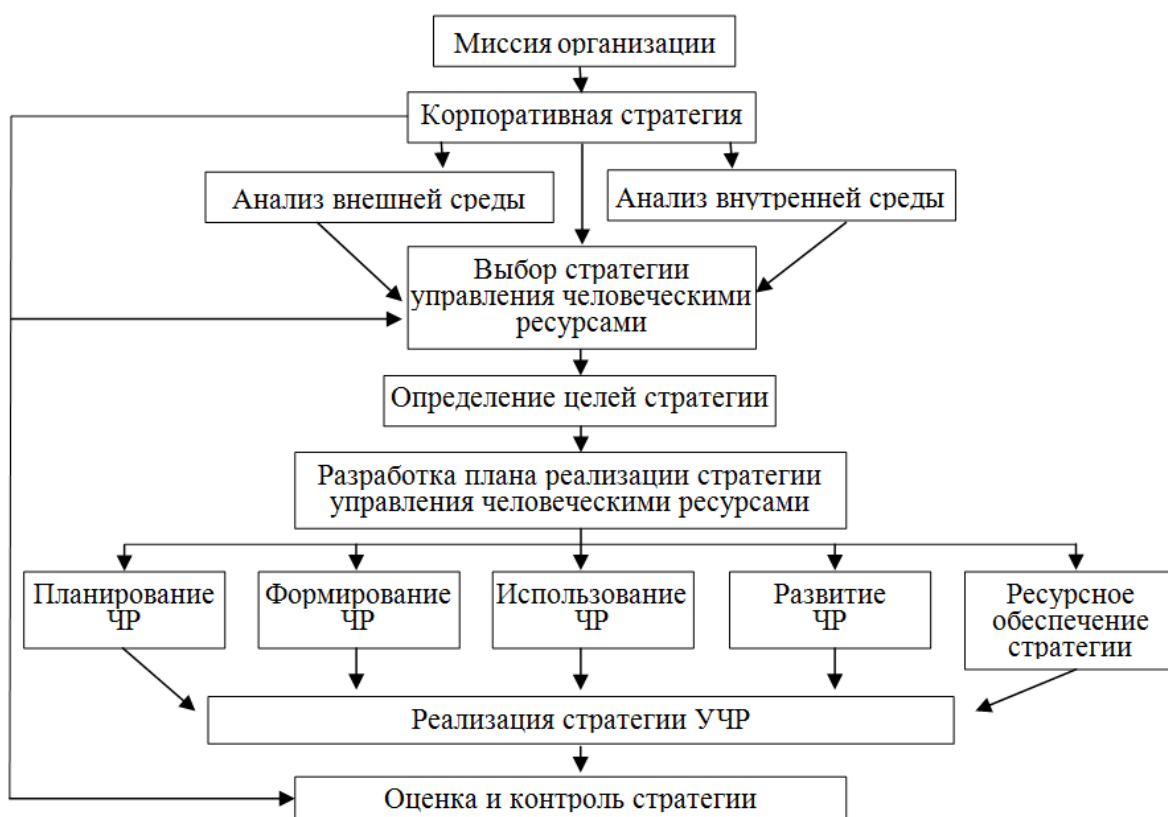 Миссия организации
Корпоративная стратегия
Анализ внешней среды
Анализ внутренней среды
Выбор стратегии
управления человеческими
ресурсами
Определение целей стратегии
Разработка плана реализации стратегии
управления человеческими ресурсами
Планирование
ЧР
Формирование
ЧР
Использование
ЧР
Развитие
ЧР
Ресурсное
обеспечение
стратегии
Реализация стратегии УЧР
Оценка и контроль стратегии